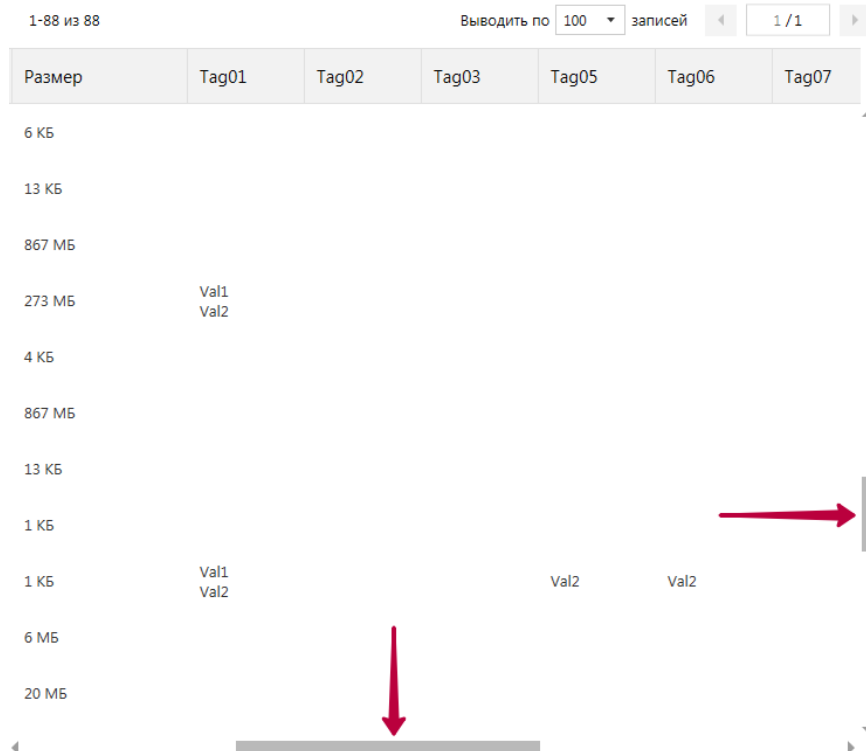 1-88 из 88 Выводить по 100 записей 1 / 1
Размер Tag01 Tag02 Tag03 Tag05 Tag06 Tag07
6 КБ
13 КБ
867 МБ
273 МБ Val1
Val2
4 КБ
867 МБ
13 КБ
1 КБ
1 КБ Val1 Val2 Val2
Val2
6 МБ
20 МБ